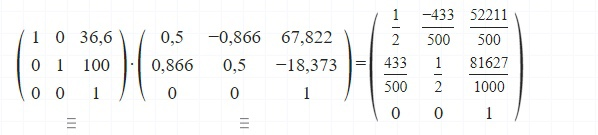 ( 1 0 36,6 ) ( 0,5 −0,866 67,822 ) ( 1/2 −433/500 52211/500 )
( 0 1 100 ) · ( 0,866 0,5 −18,373 ) = ( 433/500 1/2 81627/1000 )
( 0 0 1 ) ( 0 0 1 ) ( 0 0 1 )